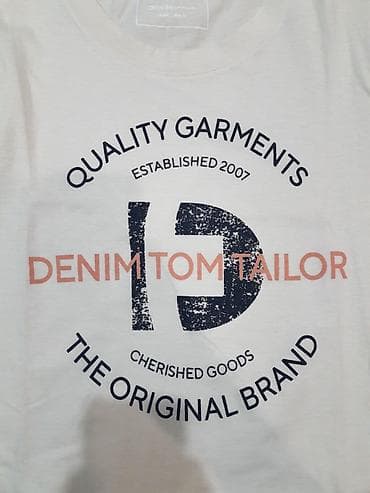 QUALITY GARMENTS
ESTABLISHED 2007
D
DENIM TOM TAILOR
CHERISHED GOODS
THE ORIGINAL BRAND